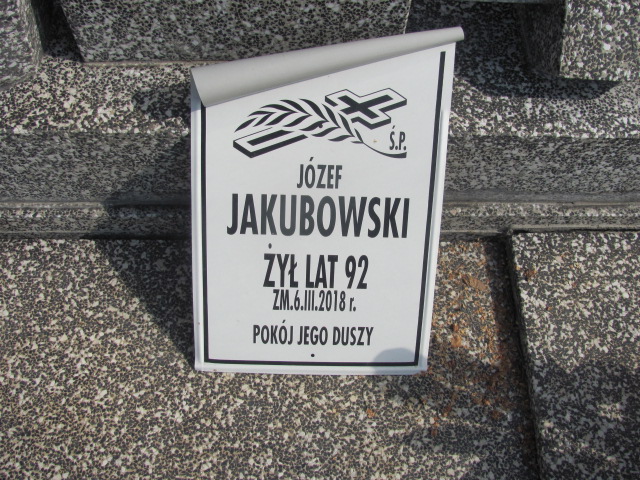 Ś.P.
JÓZEF
JAKUBOWSKI
ŻYŁ LAT 92
ZM.6.III.2018 r.
POKÓJ JEGO DUSZY